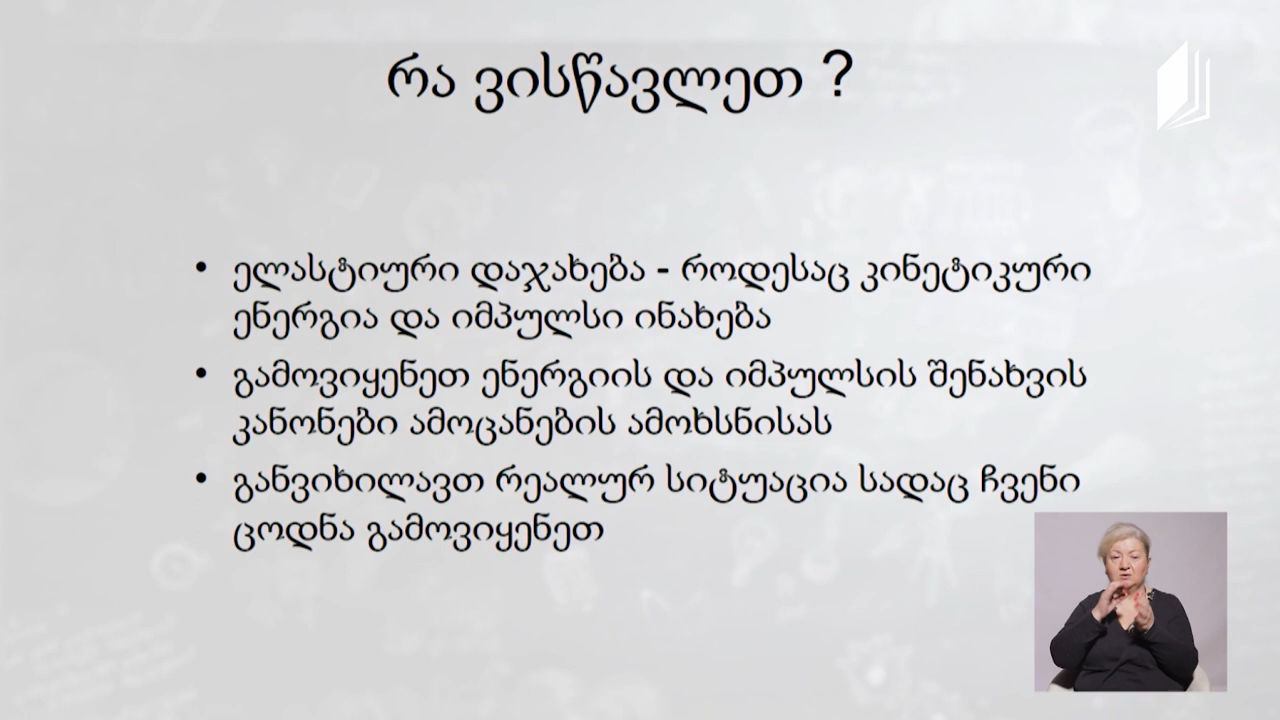 რა ვისწავლეთ ?
• ელასტიური დაჯახება - როდესაც კინეტიკური
ენერგია და იმპულსი ინახება
• გამოვიყენეთ ენერგიის და იმპულსის შენახვის
კანონები ამოცანების ამოხსნისას
• განვიხილავთ რეალურ სიტუაცია სადაც ჩვენი
ცოდნა გამოვიყენეთ